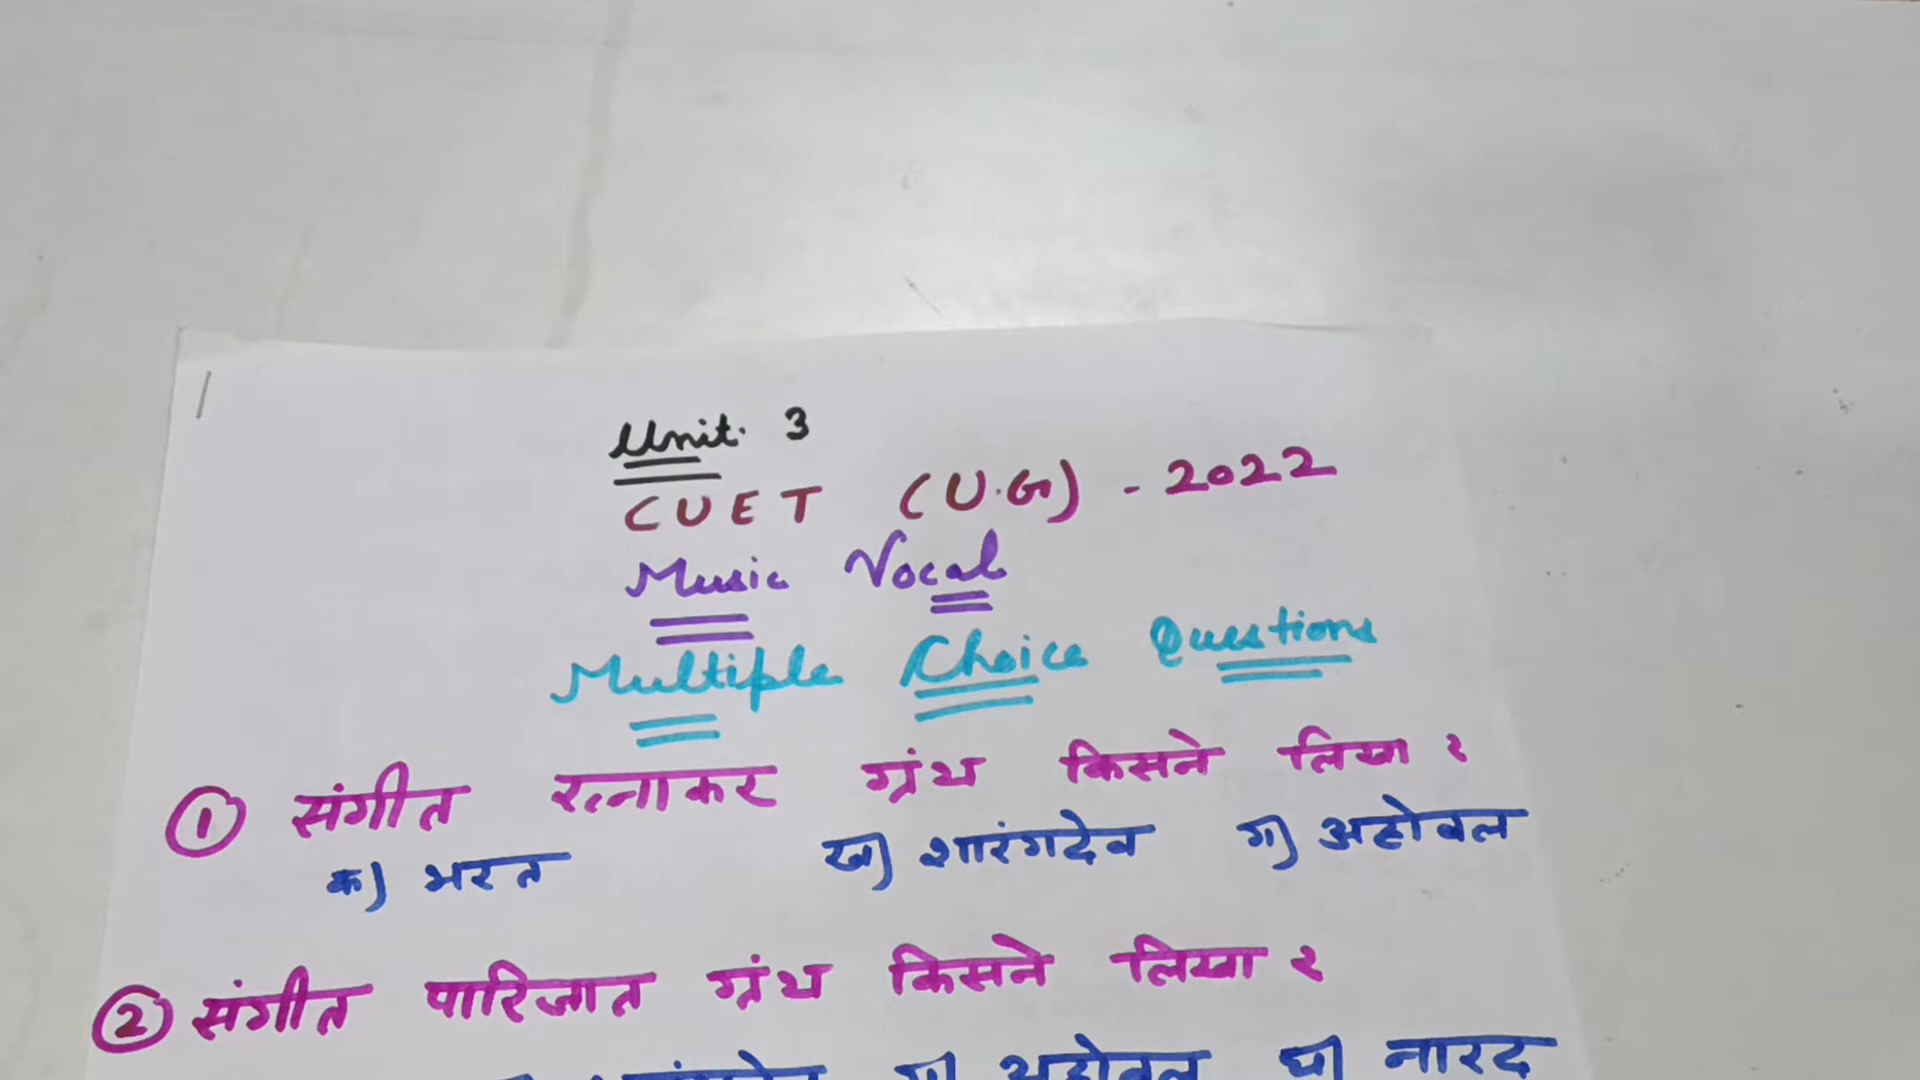 Unit. 3
CUET (U.G) - 2022
Music Vocal
Multiple Choice Questions
① संगीत रत्नाकर ग्रंथ किसने लिखा ?
क) भरत ख) शारंगदेव ग) अहोबल
② संगीत पारिजात ग्रंथ किसने लिखा ?
ग) अहोबल घ) नारद